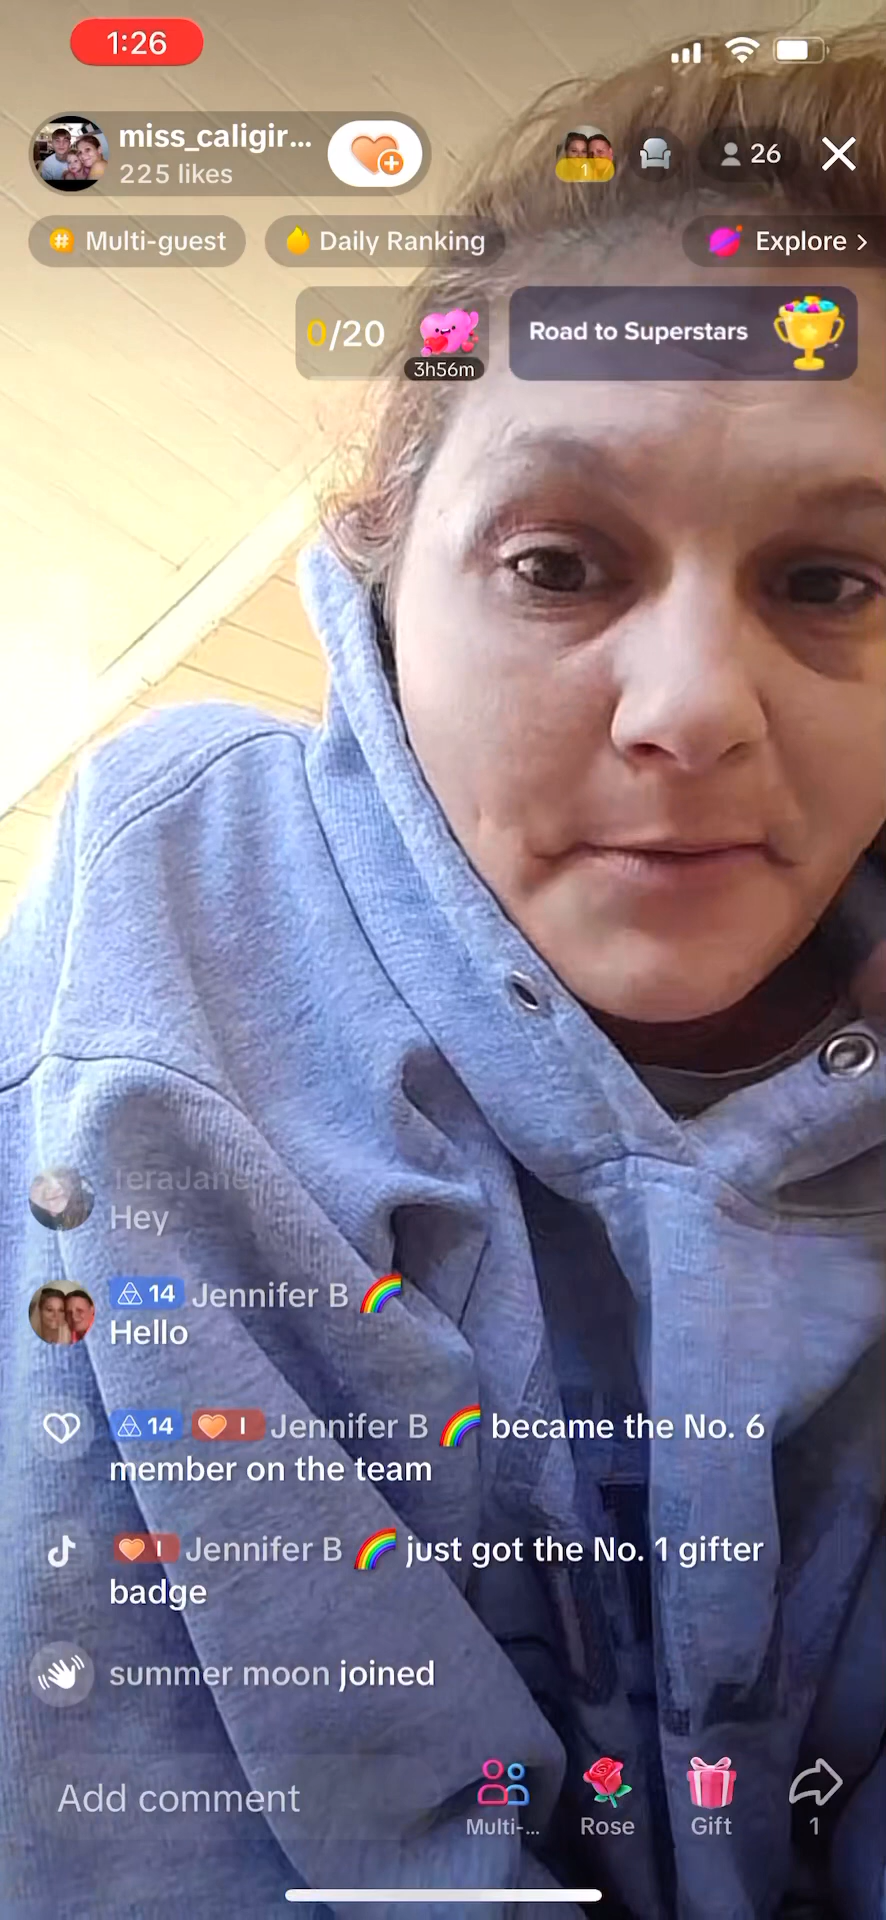 1:26
miss_caligir...
225 likes
1
26
Multi-guest
Daily Ranking
Explore >
0/20
3h56m
Road to Superstars
TeraJane
Hey
14 Jennifer B 🌈
Hello
14 I Jennifer B 🌈 became the No. 6
member on the team
I Jennifer B 🌈 just got the No. 1 gifter
badge
summer moon joined
Add comment
Multi-...
Rose
Gift
1